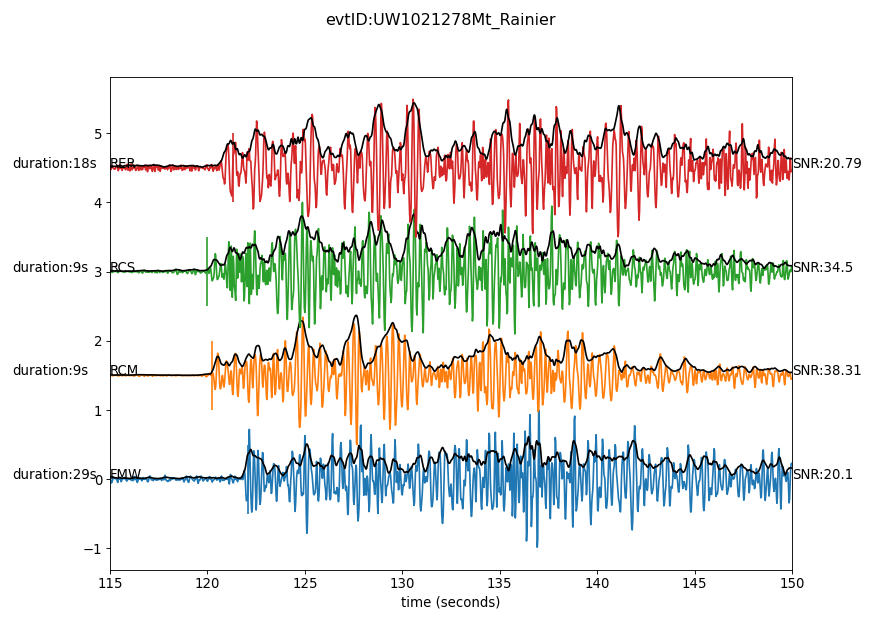 evtID:UW1021278Mt_Rainier
duration:18s RER SNR:20.79
duration:9s RCS SNR:34.5
duration:9s RCM SNR:38.31
duration:29s FMW SNR:20.1
5
4
3
2
1
0
−1
115 120 125 130 135 140 145 150
time (seconds)